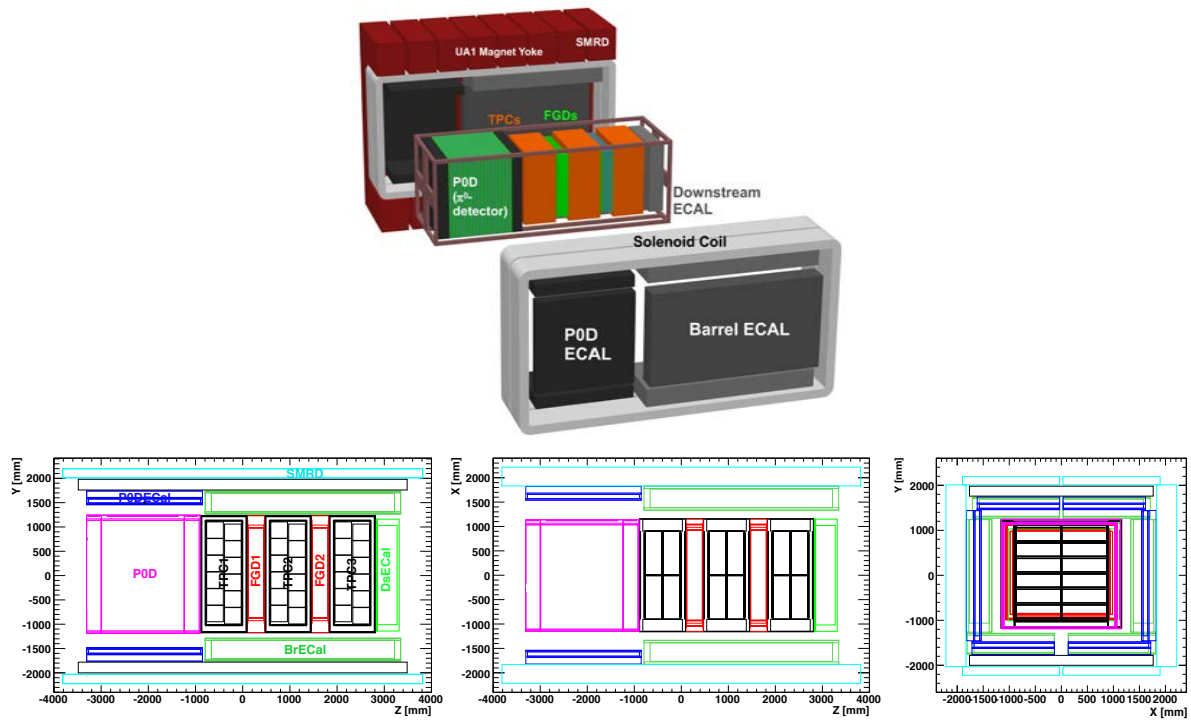 UA1 Magnet Yoke
SMRD
TPCs
FGDs
P0D
(π⁰-
detector)
Downstream
ECAL
Solenoid Coil
P0D
ECAL
Barrel ECAL
Y [mm]
2000
1500
1000
500
0
-500
-1000
-1500
-2000
SMRD
P0DECal
P0D
TPC1
FGD1
TPC2
FGD2
TPC3
DsECal
BrECal
-4000 -3000 -2000 -1000 0 1000 2000 3000 4000
Z [mm]
X [mm]
2000
1500
1000
500
0
-500
-1000
-1500
-2000
-4000 -3000 -2000 -1000 0 1000 2000 3000 4000
Z [mm]
Y [mm]
2000
1000
0
-1000
-2000
-2000 -1500 -1000 -500 0 500 1000 1500 2000
X [mm]